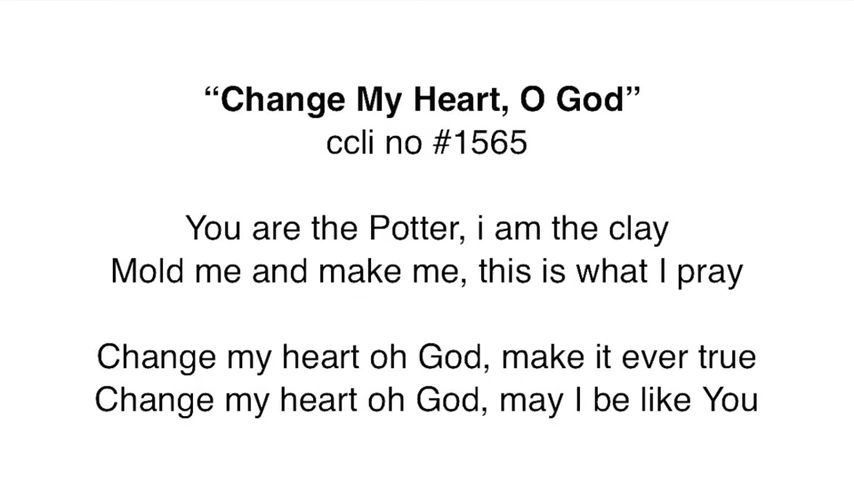 “Change My Heart, O God”
ccli no #1565
You are the Potter, i am the clay
Mold me and make me, this is what I pray
Change my heart oh God, make it ever true
Change my heart oh God, may I be like You